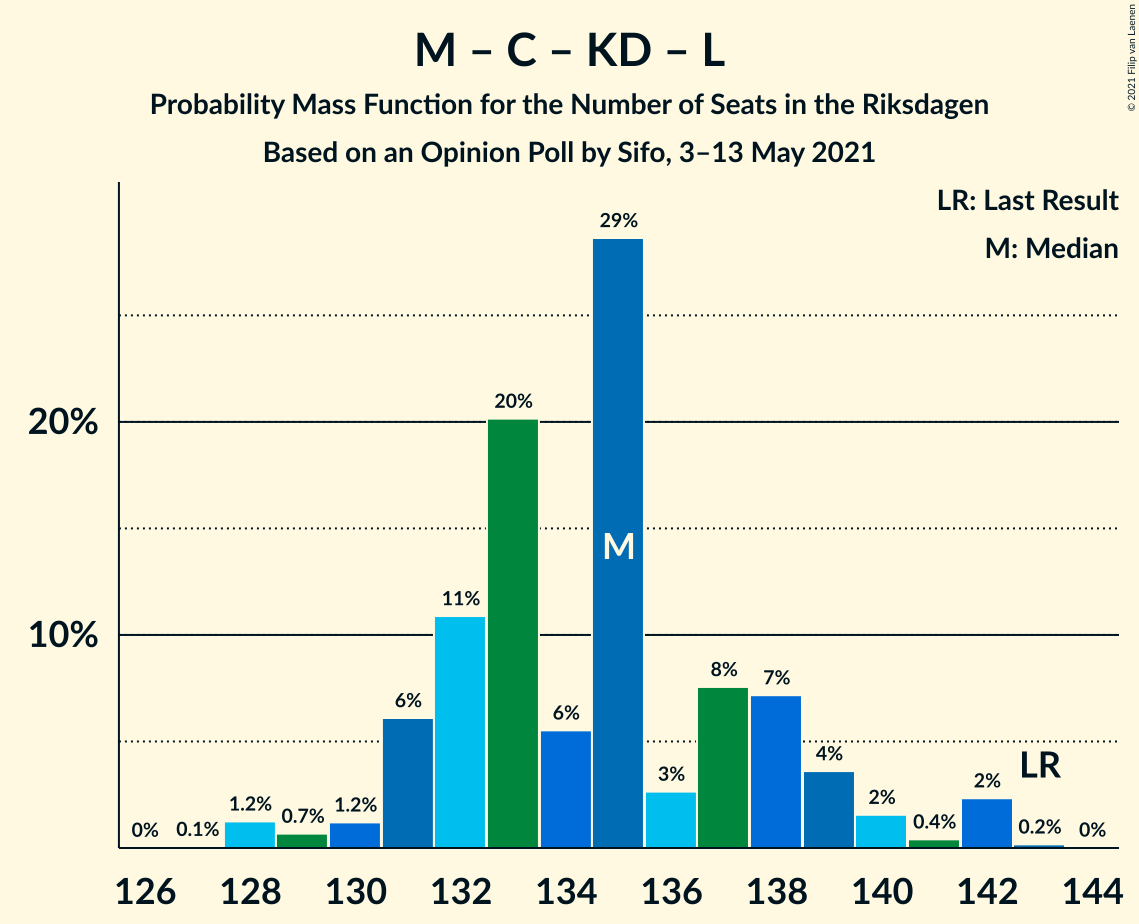 M – C – KD – L
Probability Mass Function for the Number of Seats in the Riksdagen
Based on an Opinion Poll by Sifo, 3–13 May 2021
© 2021 Filip van Laenen
LR: Last Result
M: Median
20%
10%
0%
0.1%
1.2%
0.7%
1.2%
6%
11%
20%
6%
29%
3%
8%
7%
4%
2%
0.4%
2%
0.2%
0%
M
LR
126 128 130 132 134 136 138 140 142 144